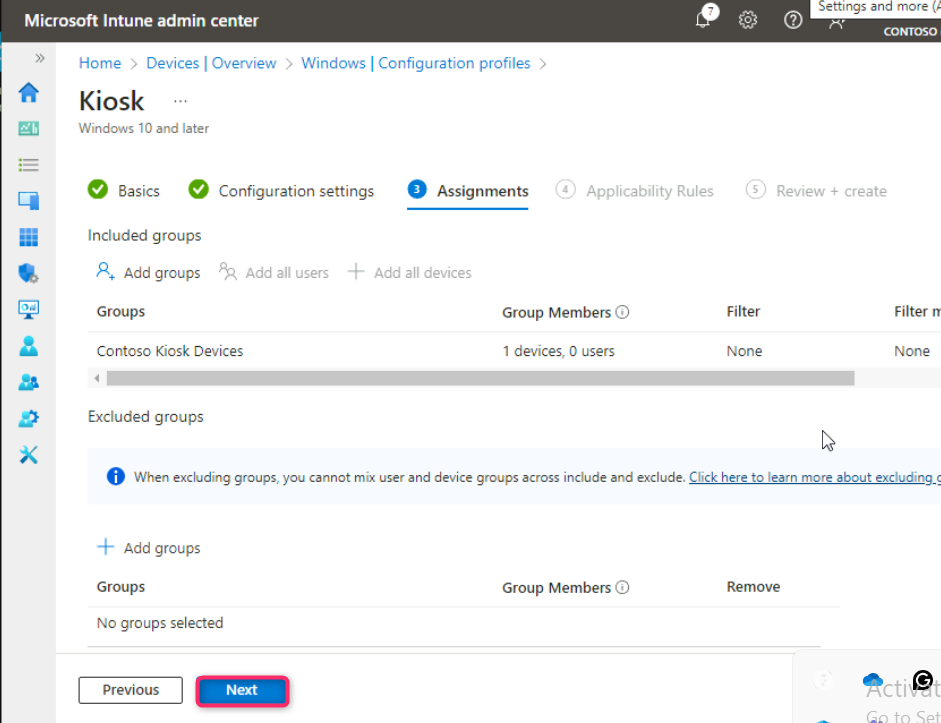 Microsoft Intune admin center
7
Settings and more (A
CONTOSO
Home > Devices | Overview > Windows | Configuration profiles >
Kiosk ...
Windows 10 and later
Basics Configuration settings 3 Assignments 4 Applicability Rules 5 Review + create
Included groups
Add groups Add all users Add all devices
Groups Group Members Filter Filter m
Contoso Kiosk Devices 1 devices, 0 users None None
Excluded groups
When excluding groups, you cannot mix user and device groups across include and exclude. Click here to learn more about excluding g
Add groups
Groups Group Members Remove
No groups selected
Previous Next
Activat
Go to Set